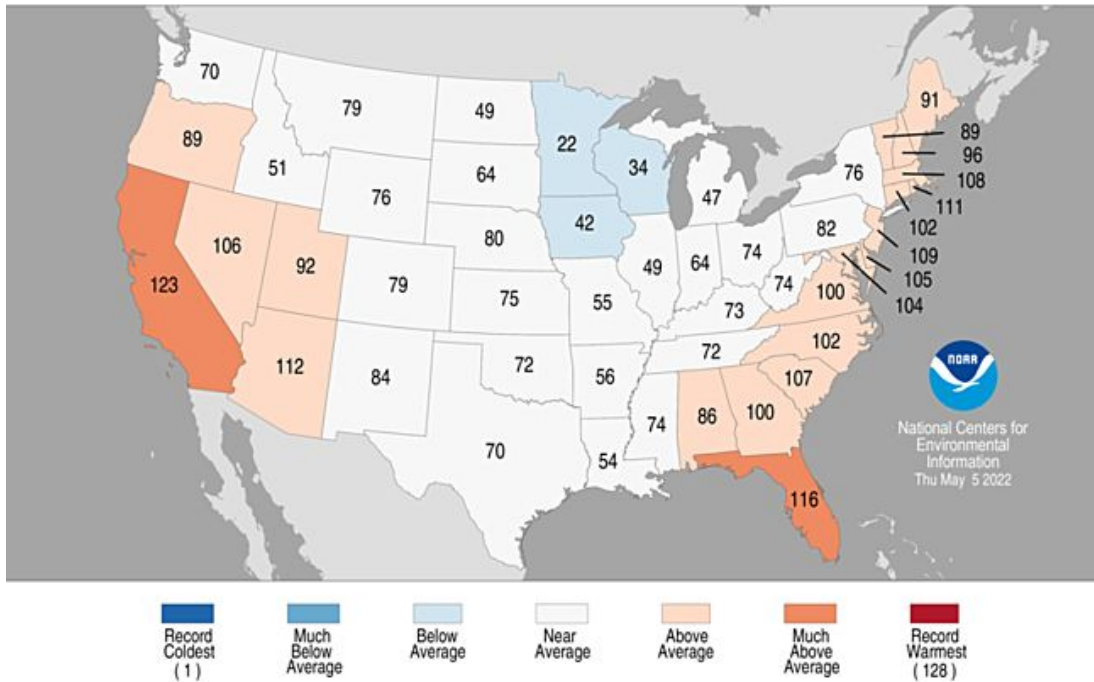 70
79
49
22
34
47
91
89
96
108
111
102
109
105
104
89
51
76
64
42
76
82
80
49
64
74
74
106
92
79
75
55
73
100
123
112
84
72
56
72
102
107
70
54
74
86
100
116
NOAA
National Centers for
Environmental
Information
Thu May 5 2022
Record
Coldest
( 1 )
Much
Below
Average
Below
Average
Near
Average
Above
Average
Much
Above
Average
Record
Warmest
( 128 )